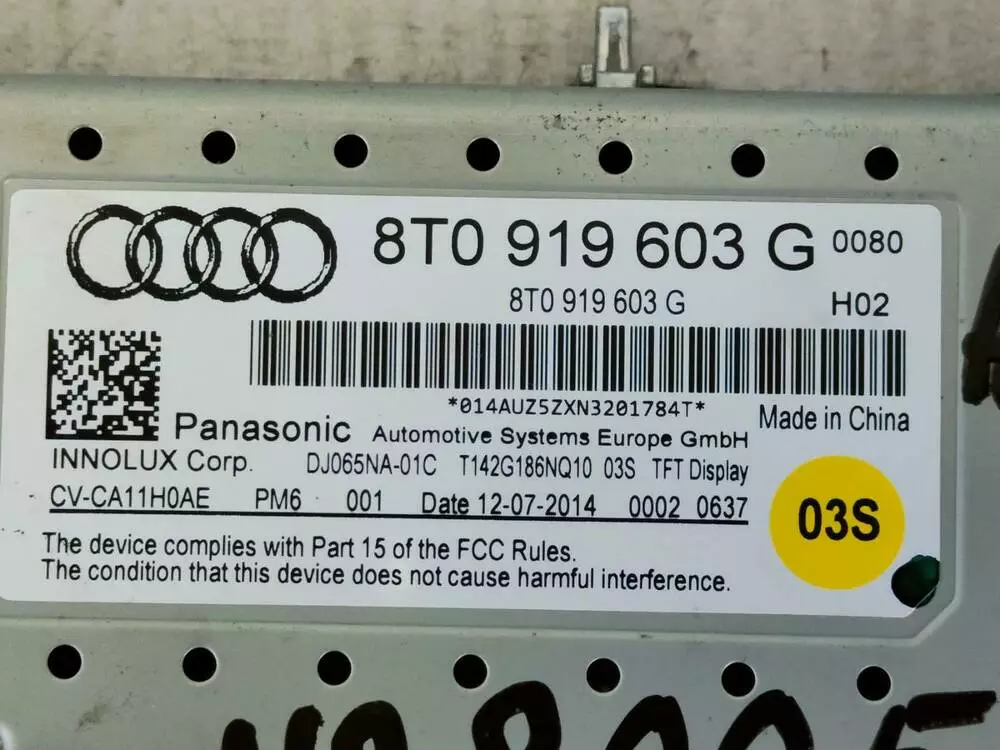 8T0 919 603 G 0080
8T0 919 603 G H02
*014AUZ5ZXN3201784T*
Made in China
Panasonic Automotive Systems Europe GmbH
INNOLUX Corp. DJ065NA-01C T142G186NQ10 03S TFT Display
CV-CA11H0AE PM6 001 Date 12-07-2014 0002 0637
03S
The device complies with Part 15 of the FCC Rules.
The condition that this device does not cause harmful interference.